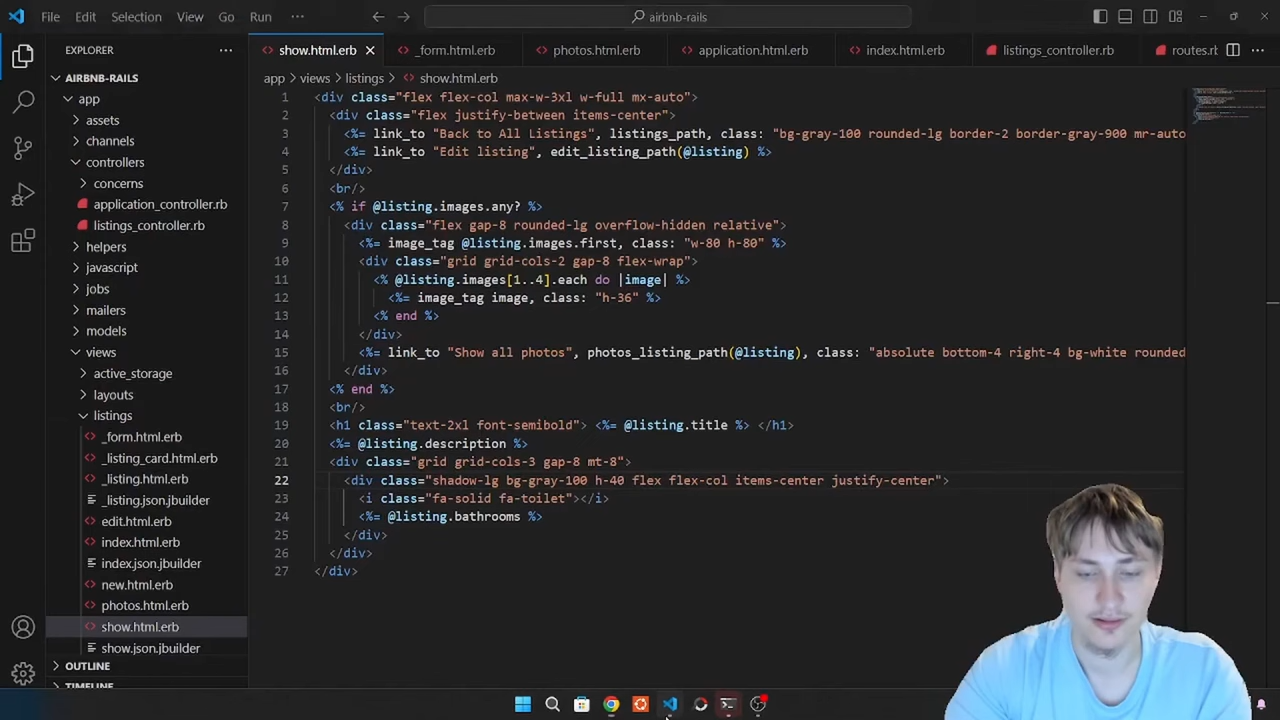 File Edit Selection View Go Run ··· airbnb-rails
EXPLORER ···
AIRBNB-RAILS
app
assets
channels
controllers
concerns
application_controller.rb
listings_controller.rb
helpers
javascript
jobs
mailers
models
views
active_storage
layouts
listings
_form.html.erb
_listing_card.html.erb
_listing.html.erb
_listing.json.jbuilder
edit.html.erb
index.html.erb
index.json.jbuilder
new.html.erb
photos.html.erb
show.html.erb
show.json.jbuilder
OUTLINE
TIMELINE
show.html.erb _form.html.erb photos.html.erb application.html.erb index.html.erb listings_controller.rb routes.rb
app > views > listings > show.html.erb
1 <div class="flex flex-col max-w-3xl w-full mx-auto">
2 <div class="flex justify-between items-center">
3 <%= link_to "Back to All Listings", listings_path, class: "bg-gray-100 rounded-lg border-2 border-gray-900 mr-auto
4 <%= link_to "Edit listing", edit_listing_path(@listing) %>
5 </div>
6 <br/>
7 <% if @listing.images.any? %>
8 <div class="flex gap-8 rounded-lg overflow-hidden relative">
9 <%= image_tag @listing.images.first, class: "w-80 h-80" %>
10 <div class="grid grid-cols-2 gap-8 flex-wrap">
11 <% @listing.images[1..4].each do |image| %>
12 <%= image_tag image, class: "h-36" %>
13 <% end %>
14 </div>
15 <%= link_to "Show all photos", photos_listing_path(@listing), class: "absolute bottom-4 right-4 bg-white rounded
16 </div>
17 <% end %>
18 <br/>
19 <h1 class="text-2xl font-semibold"> <%= @listing.title %> </h1>
20 <%= @listing.description %>
21 <div class="grid grid-cols-3 gap-8 mt-8">
22 <div class="shadow-lg bg-gray-100 h-40 flex flex-col items-center justify-center">
23 <i class="fa-solid fa-toilet"></i>
24 <%= @listing.bathrooms %>
25 </div>
26 </div>
27 </div>